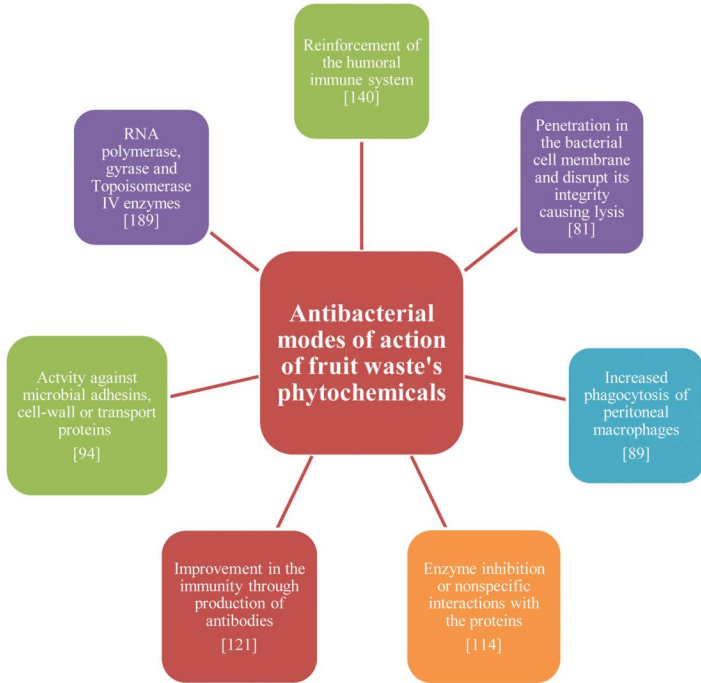 Reinforcement of
the humoral
immune system
[140]
RNA
polymerase,
gyrase and
Topoisomerase
IV enzymes
[189]
Penetration in
the bacterial
cell membrane
and disrupt its
integrity
causing lysis
[81]
Antibacterial
modes of action
of fruit waste's
phytochemicals
Actvity against
microbial adhesins,
cell-wall or transport
proteins
[94]
Increased
phagocytosis of
peritoneal
macrophages
[89]
Improvement in the
immunity through
production of
antibodies
[121]
Enzyme inhibition
or nonspecific
interactions with
the proteins
[114]